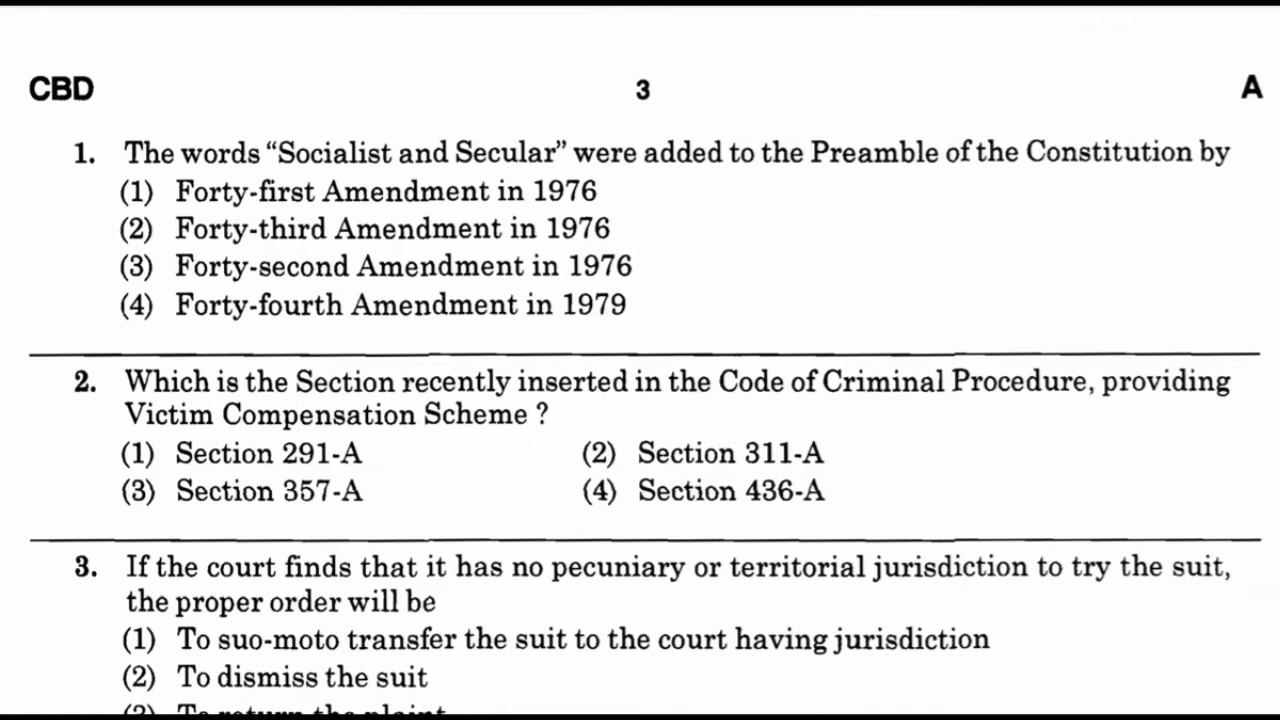 CBD 3 A
1. The words “Socialist and Secular” were added to the Preamble of the Constitution by
(1) Forty-first Amendment in 1976
(2) Forty-third Amendment in 1976
(3) Forty-second Amendment in 1976
(4) Forty-fourth Amendment in 1979
2. Which is the Section recently inserted in the Code of Criminal Procedure, providing
Victim Compensation Scheme ?
(1) Section 291-A (2) Section 311-A
(3) Section 357-A (4) Section 436-A
3. If the court finds that it has no pecuniary or territorial jurisdiction to try the suit,
the proper order will be
(1) To suo-moto transfer the suit to the court having jurisdiction
(2) To dismiss the suit
(3) To return the plaint